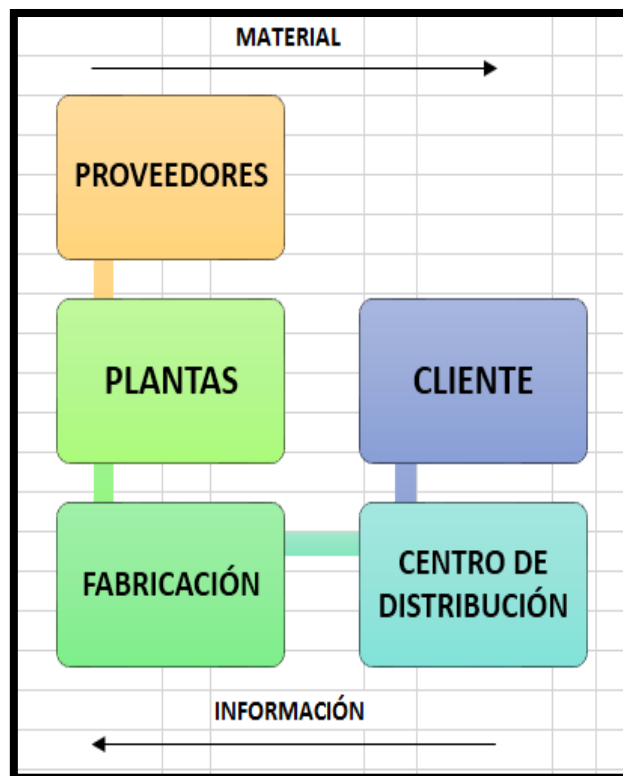 MATERIAL
PROVEEDORES
PLANTAS
CLIENTE
FABRICACIÓN
CENTRO DE
DISTRIBUCIÓN
INFORMACIÓN